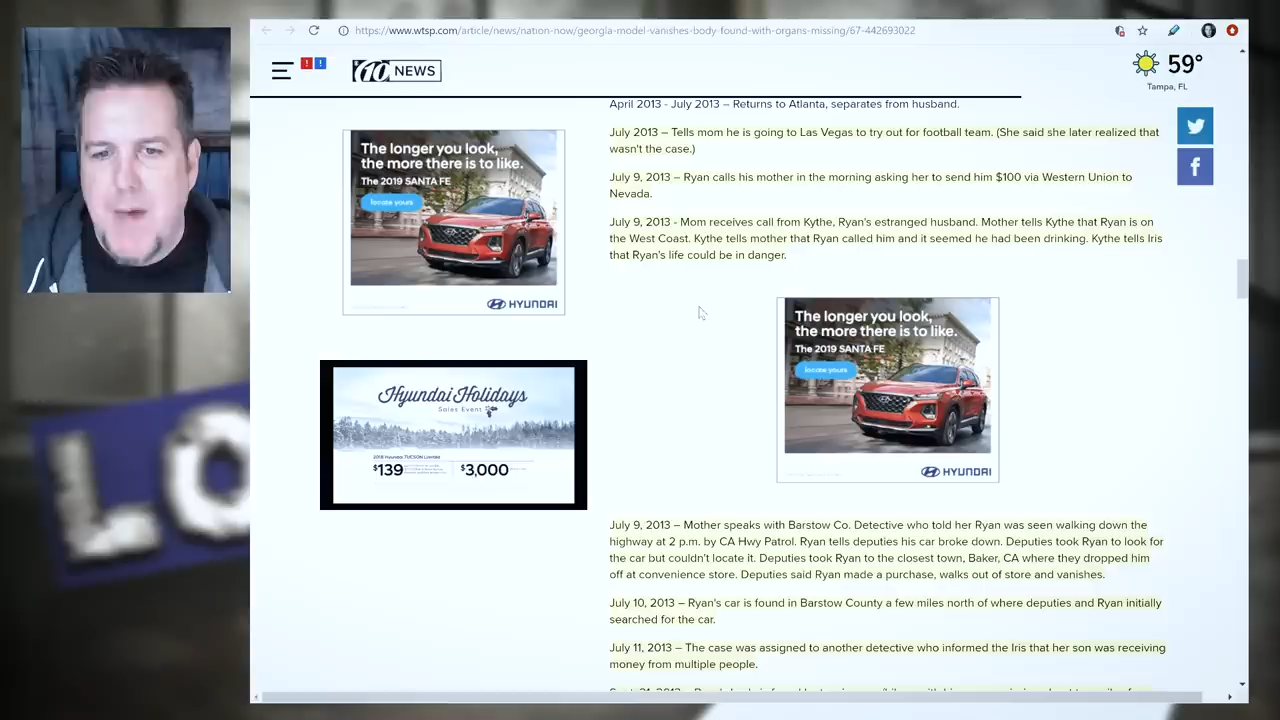 https://www.wtsp.com/article/news/nation-now/georgia-model-vanishes-body-found-with-organs-missing/67-442693022
10 NEWS
59°
Tampa, FL
April 2013 - July 2013 – Returns to Atlanta, separates from husband.
July 2013 – Tells mom he is going to Las Vegas to try out for football team. (She said she later realized that
wasn't the case.)
July 9, 2013 – Ryan calls his mother in the morning asking her to send him $100 via Western Union to
Nevada.
July 9, 2013 - Mom receives call from Kythe, Ryan's estranged husband. Mother tells Kythe that Ryan is on
the West Coast. Kythe tells mother that Ryan called him and it seemed he had been drinking. Kythe tells Iris
that Ryan's life could be in danger.
The longer you look,
the more there is to like.
The 2019 SANTA FE
locate yours
HYUNDAI
The longer you look,
the more there is to like.
The 2019 SANTA FE
locate yours
HYUNDAI
Hyundai Holidays
Sales Event
2018 Hyundai TUCSON Limited
$139
$3,000
July 9, 2013 – Mother speaks with Barstow Co. Detective who told her Ryan was seen walking down the
highway at 2 p.m. by CA Hwy Patrol. Ryan tells deputies his car broke down. Deputies took Ryan to look for
the car but couldn't locate it. Deputies took Ryan to the closest town, Baker, CA where they dropped him
off at convenience store. Deputies said Ryan made a purchase, walks out of store and vanishes.
July 10, 2013 – Ryan's car is found in Barstow County a few miles north of where deputies and Ryan initially
searched for the car.
July 11, 2013 – The case was assigned to another detective who informed the Iris that her son was receiving
money from multiple people.
LO